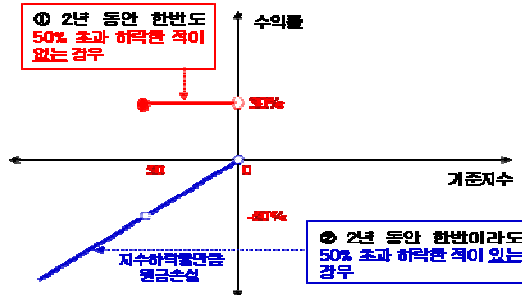 ① 2년 동안 한번도
50% 초과 하락한 적이
없는 경우
수익률
기준지수
지수하락률만큼
원금손실
② 2년 동안 한번이라도
50% 초과 하락한 적이 있는
경우